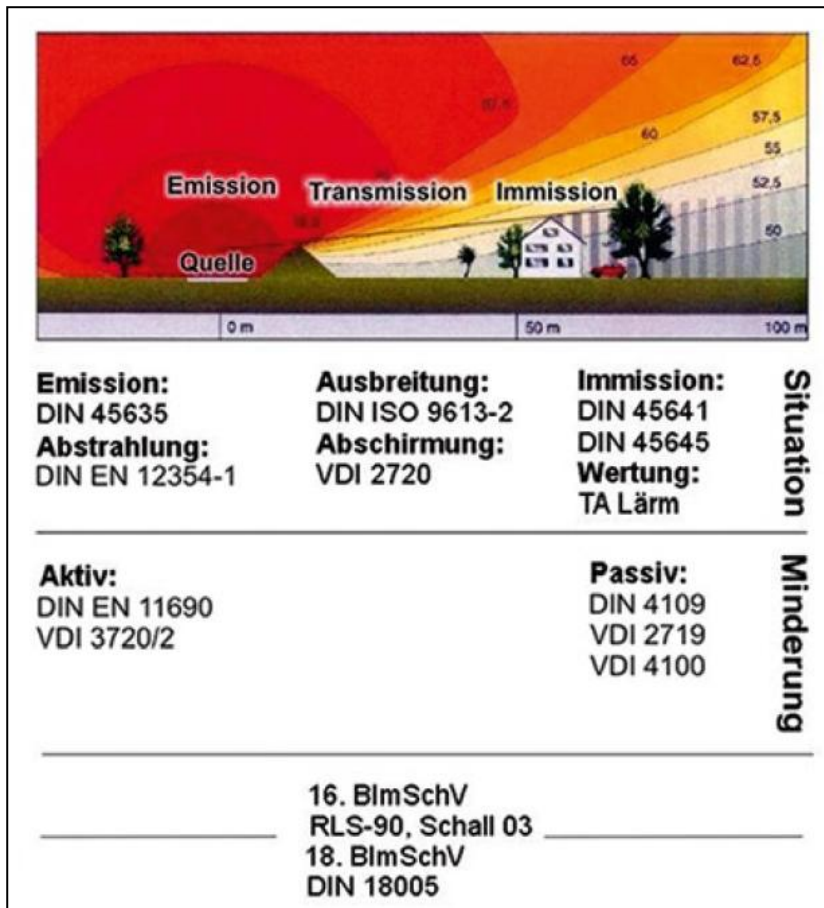 65
62,5
67,5
57,5
60
55
Emission
Transmission
Immission
52,5
50
Quelle
0 m
50 m
100 m
Emission:
DIN 45635
Abstrahlung:
DIN EN 12354-1
Ausbreitung:
DIN ISO 9613-2
Abschirmung:
VDI 2720
Immission:
DIN 45641
DIN 45645
Wertung:
TA Lärm
Situation
Aktiv:
DIN EN 11690
VDI 3720/2
Passiv:
DIN 4109
VDI 2719
VDI 4100
Minderung
16. BImSchV
RLS-90, Schall 03
18. BImSchV
DIN 18005